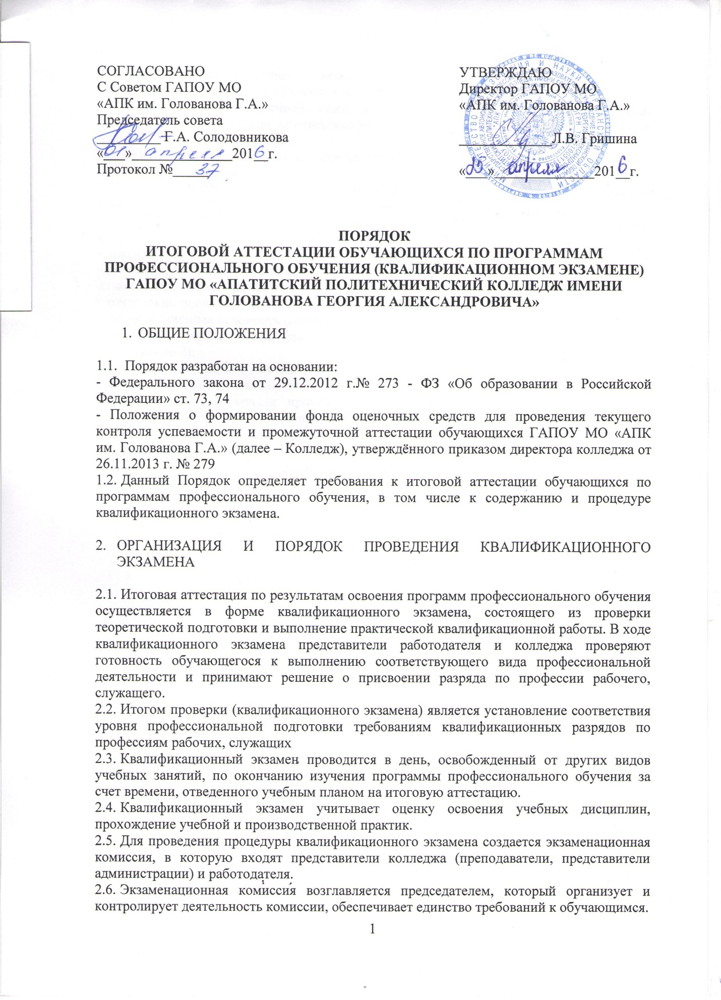 СОГЛАСОВАНО
С Советом ГАПОУ МО
«АПК им. Голованова Г.А.»
Председатель совета
_________Г.А. Солодовникова
«01»_апреля_2016_г.
Протокол № 37
УТВЕРЖДАЮ
Директор ГАПОУ МО
«АПК им. Голованова Г.А.»
_____________Л.В. Гришина
«25»_апреля_2016_г.
ПОРЯДОК
ИТОГОВОЙ АТТЕСТАЦИИ ОБУЧАЮЩИХСЯ ПО ПРОГРАММАМ
ПРОФЕССИОНАЛЬНОГО ОБУЧЕНИЯ (КВАЛИФИКАЦИОННОМ ЭКЗАМЕНЕ)
ГАПОУ МО «АПАТИТСКИЙ ПОЛИТЕХНИЧЕСКИЙ КОЛЛЕДЖ ИМЕНИ
ГОЛОВАНОВА ГЕОРГИЯ АЛЕКСАНДРОВИЧА»
1. ОБЩИЕ ПОЛОЖЕНИЯ
1.1. Порядок разработан на основании:
- Федерального закона от 29.12.2012 г.№ 273 - ФЗ «Об образовании в Российской
Федерации» ст. 73, 74
- Положения о формировании фонда оценочных средств для проведения текущего
контроля успеваемости и промежуточной аттестации обучающихся ГАПОУ МО «АПК
им. Голованова Г.А.» (далее – Колледж), утверждённого приказом директора колледжа от
26.11.2013 г. № 279
1.2. Данный Порядок определяет требования к итоговой аттестации обучающихся по
программам профессионального обучения, в том числе к содержанию и процедуре
квалификационного экзамена.
2. ОРГАНИЗАЦИЯ И ПОРЯДОК ПРОВЕДЕНИЯ КВАЛИФИКАЦИОННОГО
ЭКЗАМЕНА
2.1. Итоговая аттестация по результатам освоения программ профессионального обучения
осуществляется в форме квалификационного экзамена, состоящего из проверки
теоретической подготовки и выполнение практической квалификационной работы. В ходе
квалификационного экзамена представители работодателя и колледжа проверяют
готовность обучающегося к выполнению соответствующего вида профессиональной
деятельности и принимают решение о присвоении разряда по профессии рабочего,
служащего.
2.2. Итогом проверки (квалификационного экзамена) является установление соответствия
уровня профессиональной подготовки требованиям квалификационных разрядов по
профессиям рабочих, служащих
2.3. Квалификационный экзамен проводится в день, освобожденный от других видов
учебных занятий, по окончанию изучения программы профессионального обучения за
счет времени, отведенного учебным планом на итоговую аттестацию.
2.4. Квалификационный экзамен учитывает оценку освоения учебных дисциплин,
прохождение учебной и производственной практик.
2.5. Для проведения процедуры квалификационного экзамена создается экзаменационная
комиссия, в которую входят представители колледжа (преподаватели, представители
администрации) и работодателя.
2.6. Экзаменационная комиссия возглавляется председателем, который организует и
контролирует деятельность комиссии, обеспечивает единство требований к обучающимся.
1